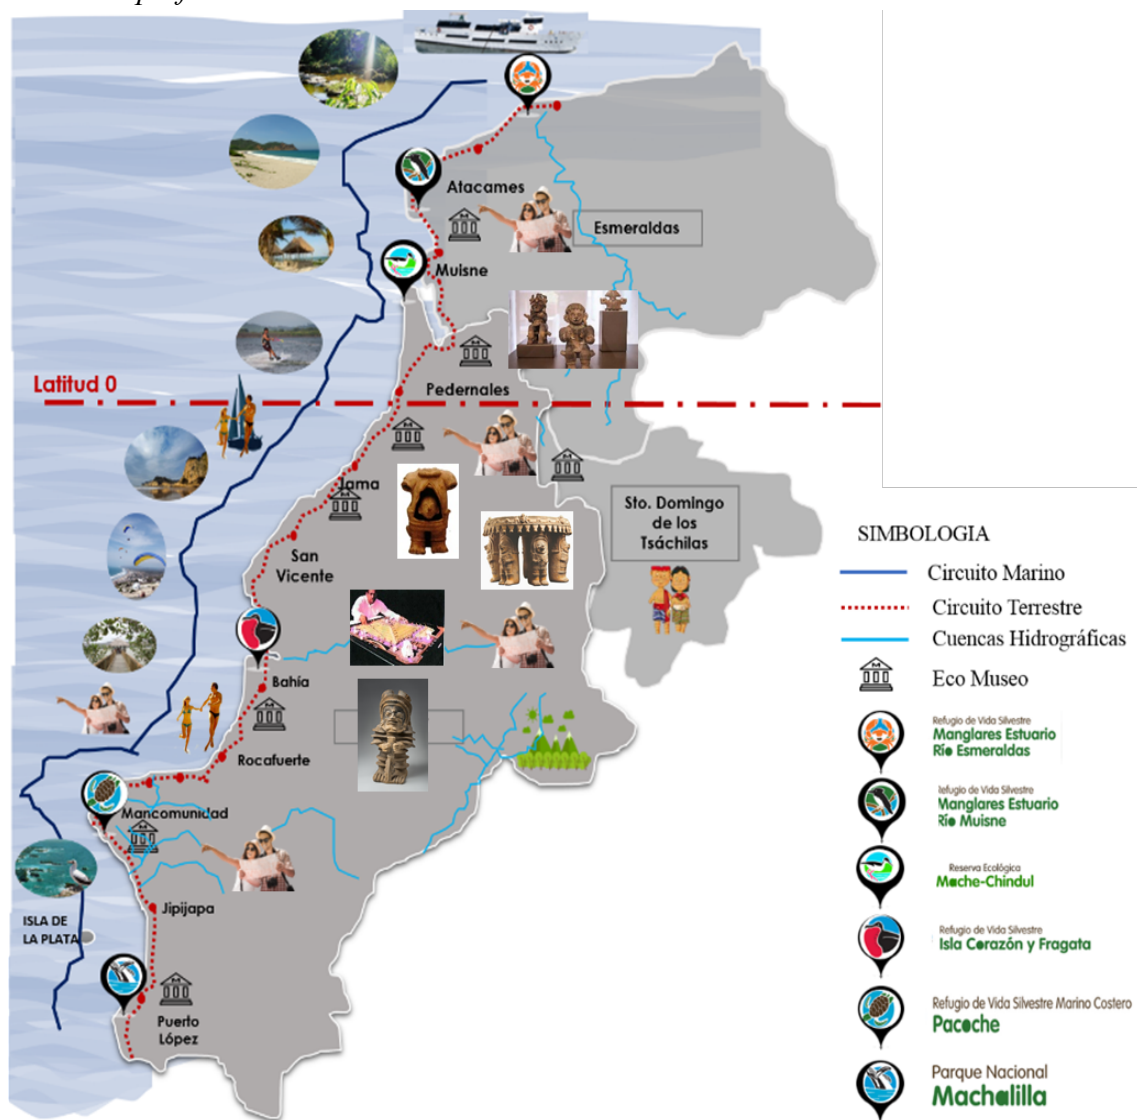 Atacames
Esmeraldas
Muisne
Pedernales
Latitud 0
Jama
Sto. Domingo
de los
Tsáchilas
San
Vicente
Bahía
Rocafuerte
Mancomunidad
Jipijapa
ISLA DE
LA PLATA
Puerto
López
SIMBOLOGIA
Circuito Marino
Circuito Terrestre
Cuencas Hidrográficas
Eco Museo
Refugio de Vida Silvestre
Manglares Estuario
Río Esmeraldas
Refugio de Vida Silvestre
Manglares Estuario
Río Muisne
Reserva Ecológica
Mache-Chindul
Refugio de Vida Silvestre
Isla Corazón y Fragata
Refugio de Vida Silvestre Marino Costero
Pacoche
Parque Nacional
Machalilla